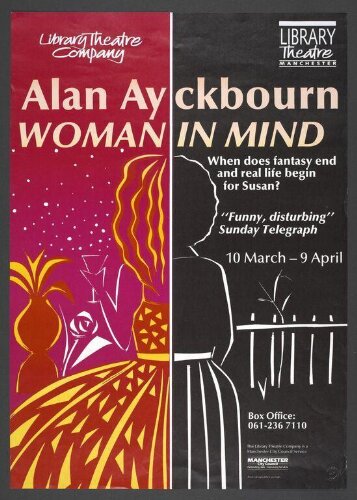 Library Theatre
Company
LIBRARY
Theatre
MANCHESTER
Alan Ayckbourn
WOMAN IN MIND
When does fantasy end
and real life begin
for Susan?
"Funny, disturbing"
Sunday Telegraph
10 March – 9 April
Box Office:
061-236 7110
The Library Theatre Company is a
Manchester City Council Service
MANCHESTER
City Council